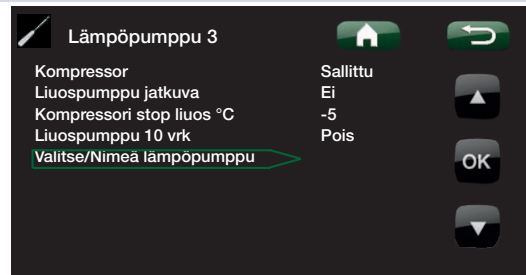 Lämpöpumppu 3
Kompressor Sallittu
Liuospumppu jatkuva Ei
Kompressori stop liuos °C -5
Liuospumppu 10 vrk Pois
Valitse/Nimeä lämpöpumppu
OK